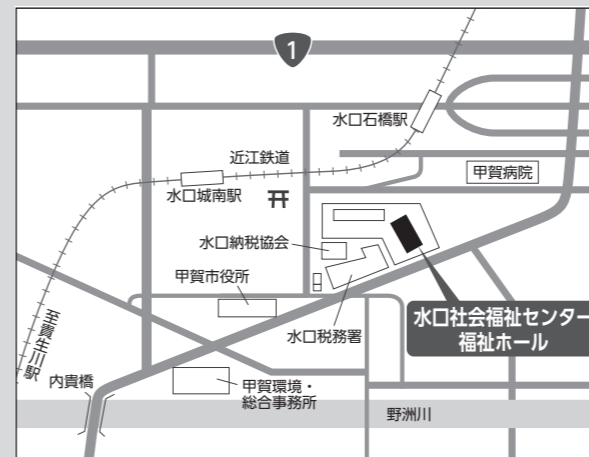 1
水口石橋駅
近江鉄道
甲賀病院
水口城南駅
水口納税協会
甲賀市役所
水口税務署
水口社会福祉センター
福祉ホール
至貴生川駅
内貴橋
甲賀環境・
総合事務所
野洲川